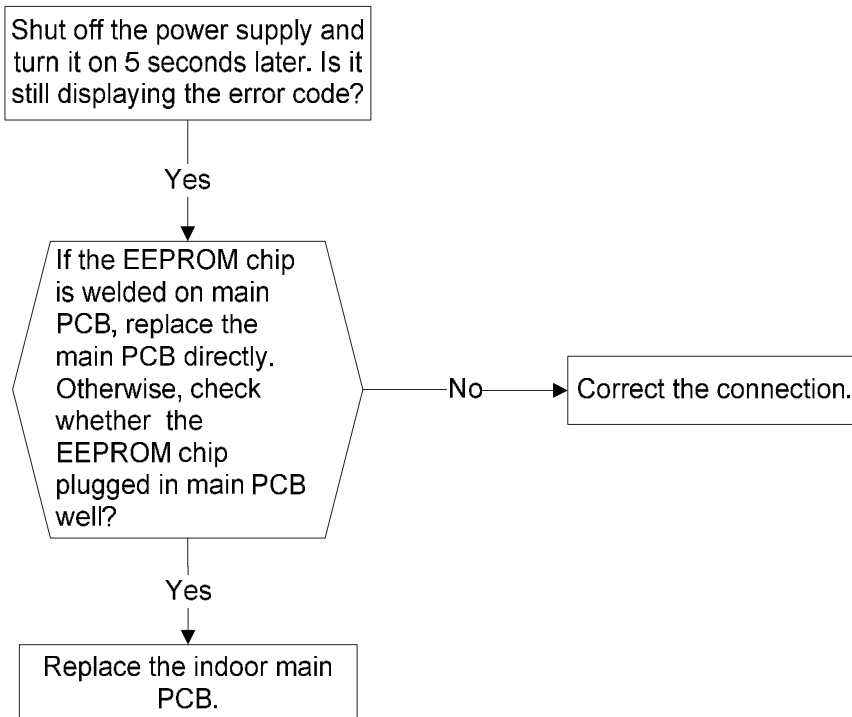 Shut off the power supply and
turn it on 5 seconds later. Is it
still displaying the error code?
Yes
If the EEPROM chip
is welded on main
PCB, replace the
main PCB directly.
Otherwise, check
whether the
EEPROM chip
plugged in main PCB
well?
No
Correct the connection.
Yes
Replace the indoor main
PCB.